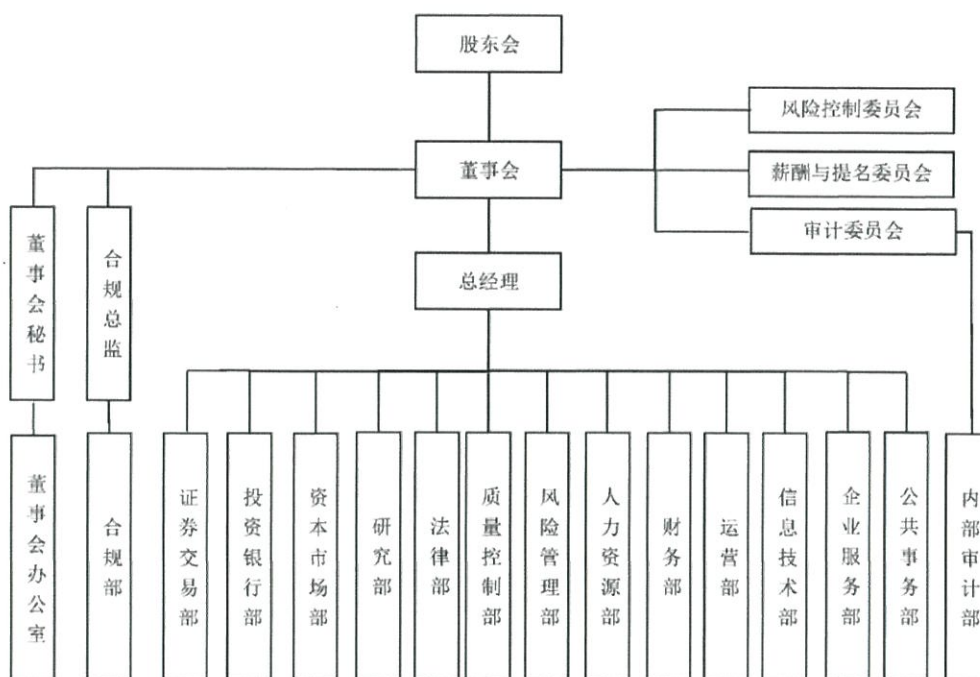 股东会
风险控制委员会
董事会
薪酬与提名委员会
审计委员会
董事会秘书
合规总监
总经理
董事会办公室
合规部
证券交易部
投资银行部
资本市场部
研究部
法律部
质量控制部
风险管理部
人力资源部
财务部
运营部
信息技术部
企业服务部
公共事务部
内部审计部